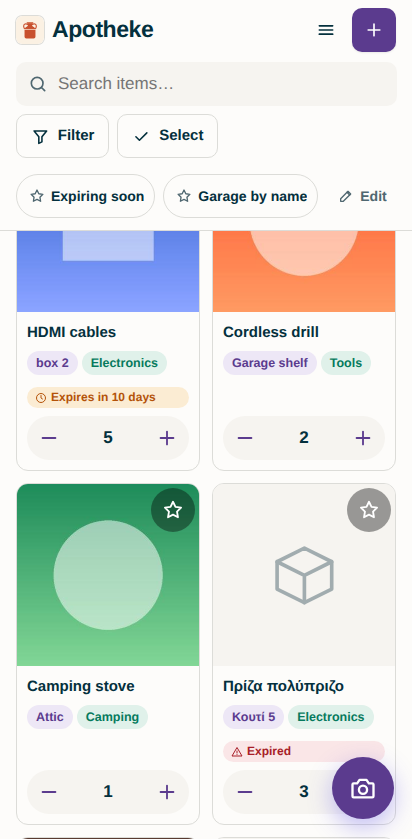 Apotheke
Search items…
Filter
Select
Expiring soon
Garage by name
Edit
HDMI cables
box 2
Electronics
Expires in 10 days
5
Cordless drill
Garage shelf
Tools
2
Camping stove
Attic
Camping
1
Πρίζα πολύπριζο
Κουτί 5
Electronics
Expired
3